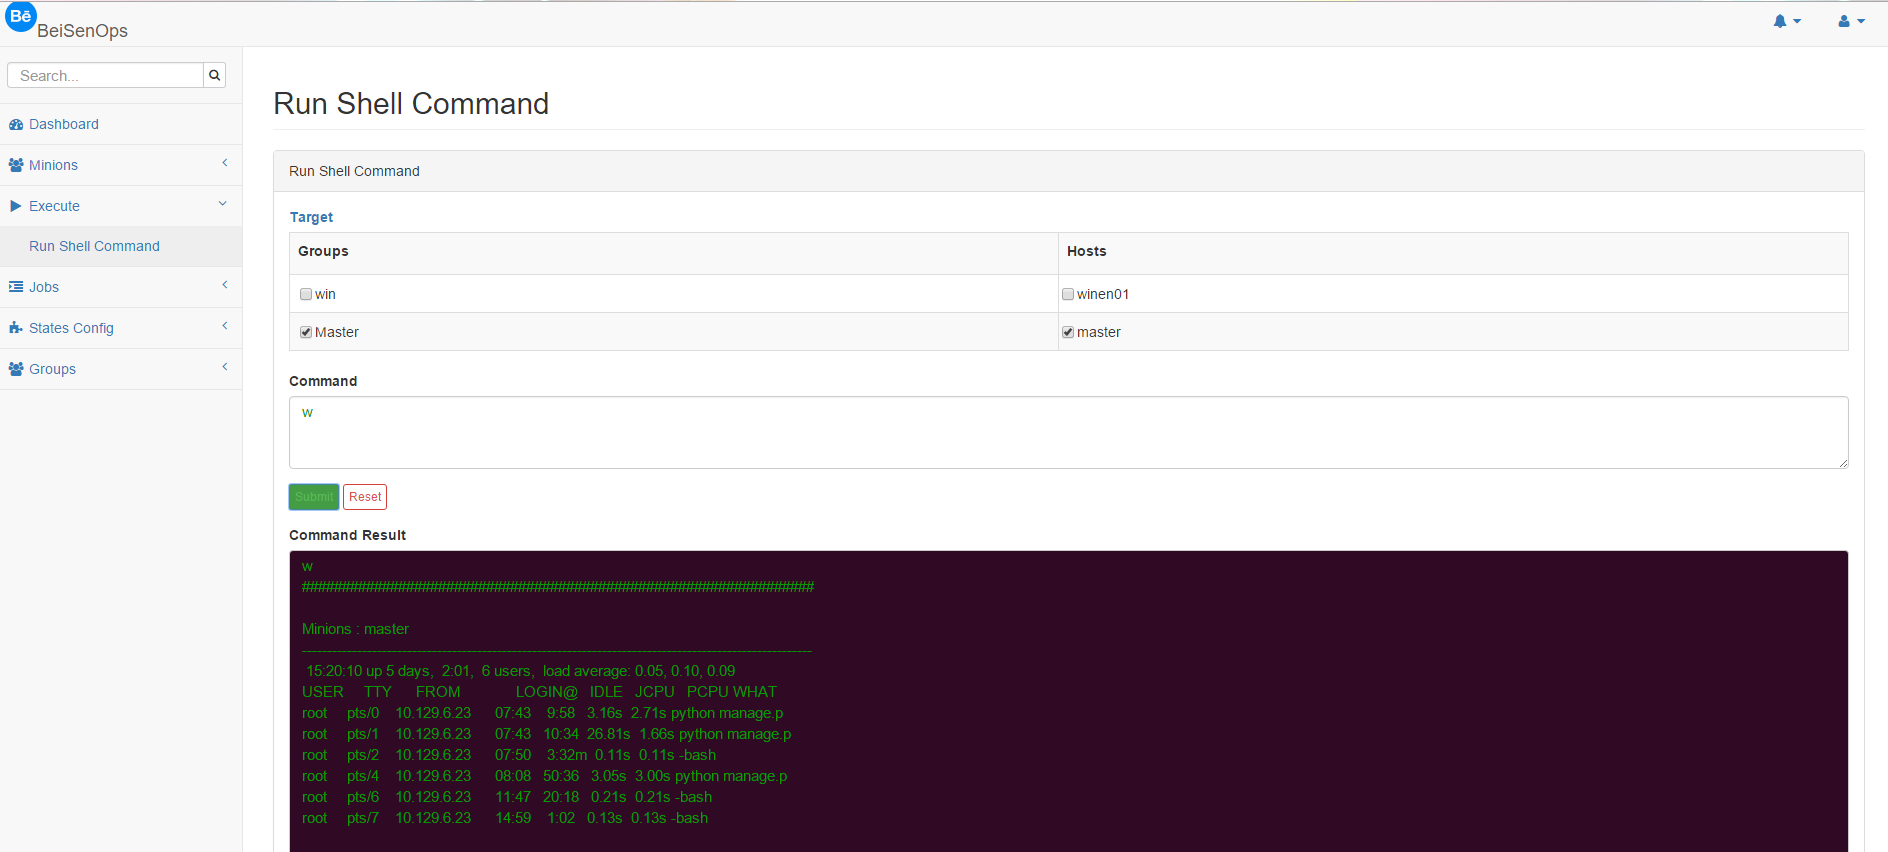 Bē BeiSenOps
Search...
Dashboard
Minions
Execute
Run Shell Command
Jobs
States Config
Groups
Run Shell Command
Run Shell Command
Target
Groups Hosts
win winen01
Master master
Command
w
Submit Reset
Command Result
w
################################################################
Minions : master
------------------------------------------------------------------------------------------------------
15:20:10 up 5 days,  2:01,  6 users,  load average: 0.05, 0.10, 0.09
USER     TTY      FROM              LOGIN@   IDLE   JCPU   PCPU WHAT
root     pts/0    10.129.6.23      07:43    9:58   3.16s  2.71s python manage.p
root     pts/1    10.129.6.23      07:43   10:34  26.81s  1.66s python manage.p
root     pts/2    10.129.6.23      07:50    3:32m  0.11s  0.11s -bash
root     pts/4    10.129.6.23      08:08   50:36   3.05s  3.00s python manage.p
root     pts/6    10.129.6.23      11:47   20:18   0.21s  0.21s -bash
root     pts/7    10.129.6.23      14:59    1:02   0.13s  0.13s -bash